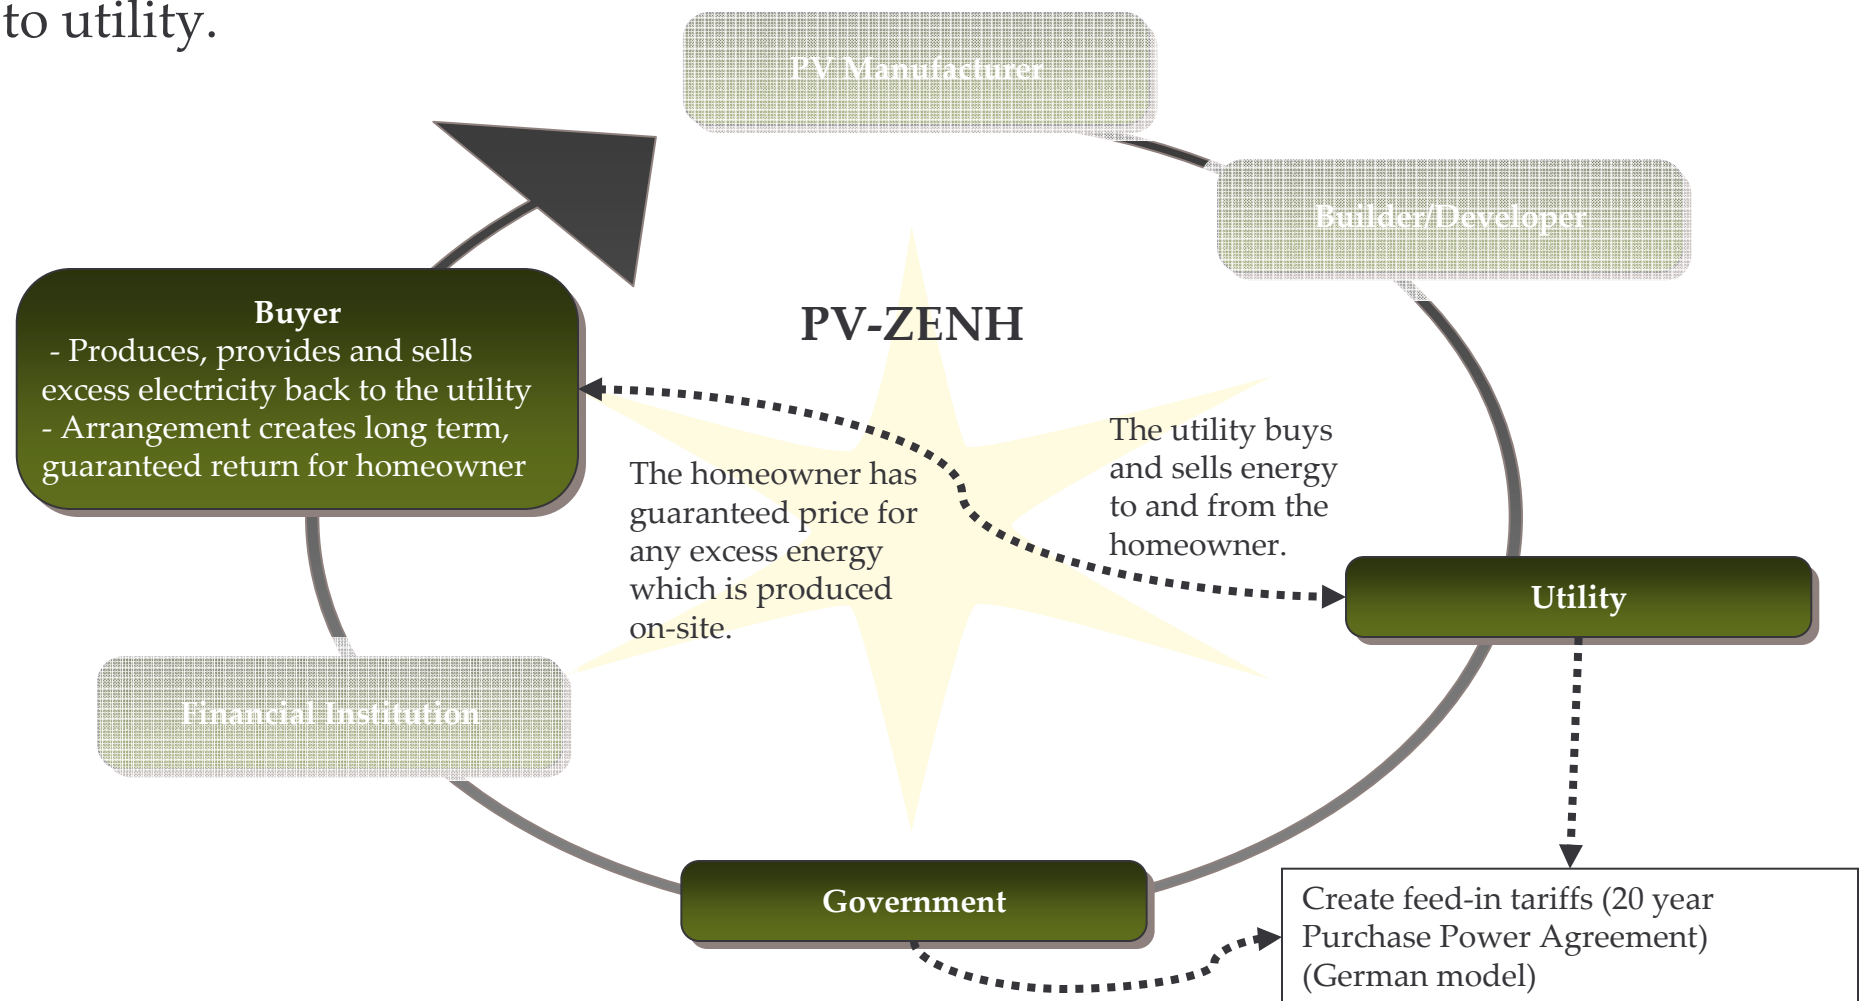 to utility.
PV Manufacturer
Builder/Developer
PV-ZENH
Buyer
- Produces, provides and sells
excess electricity back to the utility
- Arrangement creates long term,
guaranteed return for homeowner
The homeowner has
guaranteed price for
any excess energy
which is produced
on-site.
The utility buys
and sells energy
to and from the
homeowner.
Utility
Financial Institution
Government
Create feed-in tariffs (20 year
Purchase Power Agreement)
(German model)